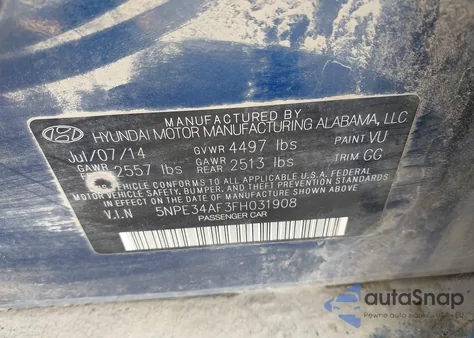 MANUFACTURED BY
HYUNDAI MOTOR MANUFACTURING ALABAMA, LLC
Jul/07/14 GVWR 4497 lbs PAINT VU
GAWR 2557 lbs GAWR REAR 2513 lbs TRIM GG
VEHICLE CONFORMS TO ALL APPLICABLE U.S.A. FEDERAL
MOTOR VEHICLE SAFETY, BUMPER, AND THEFT PREVENTION STANDARDS
IN EFFECT ON THE DATE OF MANUFACTURE SHOWN ABOVE.
V.I.N 5NPE34AF3FH031908
PASSENGER CAR
autoSnap
Pewne auta